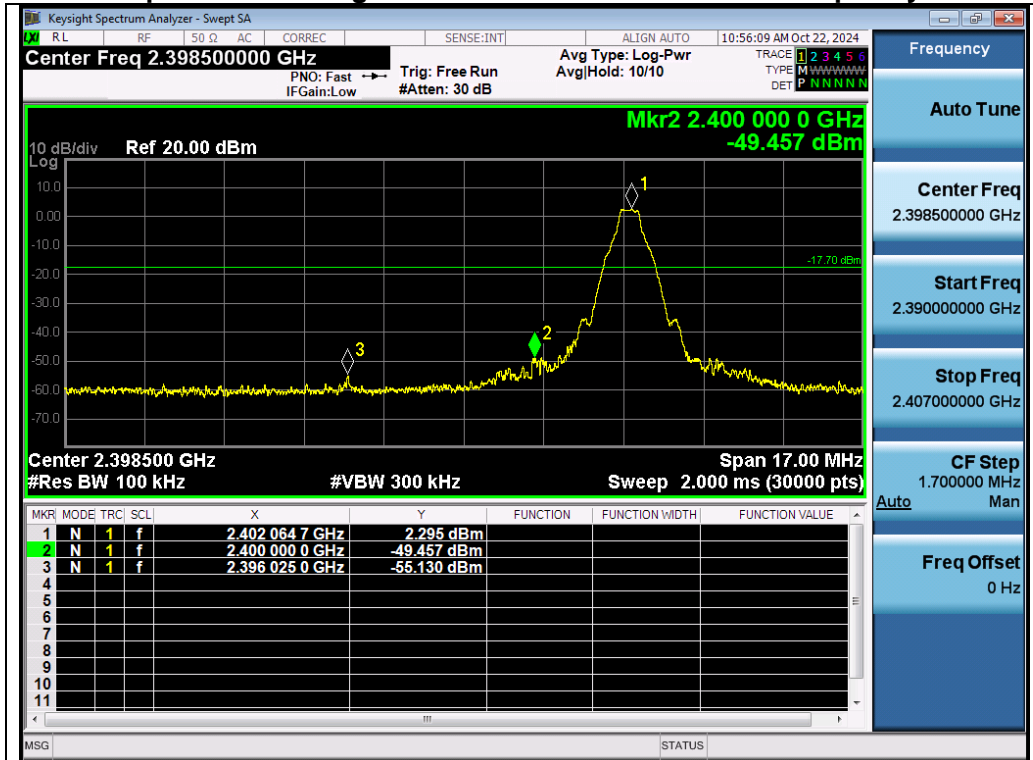 Keysight Spectrum Analyzer - Swept SA
LXI RL RF 50 Ω AC CORREC SENSE:INT ALIGN AUTO 10:56:09 AM Oct 22, 2024
Center Freq 2.398500000 GHz
PNO: Fast
IFGain:Low
Trig: Free Run
#Atten: 30 dB
Avg Type: Log-Pwr
Avg|Hold: 10/10
TRACE 1 2 3 4 5 6
TYPE M W W W W W
DET P N N N N N
Mkr2 2.400 000 0 GHz
-49.457 dBm
10 dB/div Ref 20.00 dBm
Log
10.0
0.00
-10.0
-20.0
-30.0
-40.0
-50.0
-60.0
-70.0
1
-17.70 dBm
2
3
Center 2.398500 GHz Span 17.00 MHz
#Res BW 100 kHz #VBW 300 kHz Sweep 2.000 ms (30000 pts)
MKR MODE TRC SCL X Y FUNCTION FUNCTION WIDTH FUNCTION VALUE
1 N 1 f 2.402 064 7 GHz 2.295 dBm
2 N 1 f 2.400 000 0 GHz -49.457 dBm
3 N 1 f 2.396 025 0 GHz -55.130 dBm
4
5
6
7
8
9
10
11
MSG STATUS
Frequency
Auto Tune
Center Freq
2.398500000 GHz
Start Freq
2.390000000 GHz
Stop Freq
2.407000000 GHz
CF Step
1.700000 MHz
Auto Man
Freq Offset
0 Hz